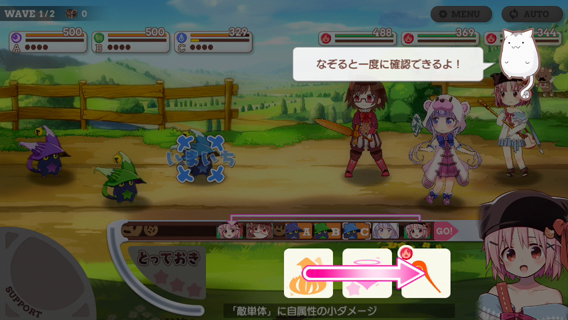 WAVE 1/2
0
MENU
AUTO
500
500
329
488
369
344
A
B
C
なぞると一度に確認できるよ！
いまいち
A
B
C
GO!
とっておき
SUPPORT
「敵単体」に自属性の小ダメージ